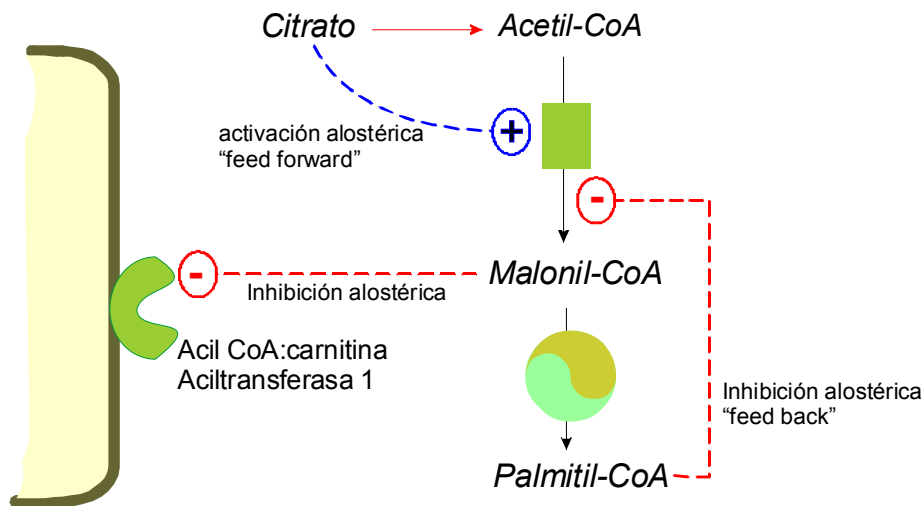 Citrato
Acetil-CoA
activación alostérica
“feed forward”
+
-
Malonil-CoA
-
Inhibición alostérica
Acil CoA:carnitina
Aciltransferasa 1
Inhibición alostérica
“feed back”
Palmitil-CoA